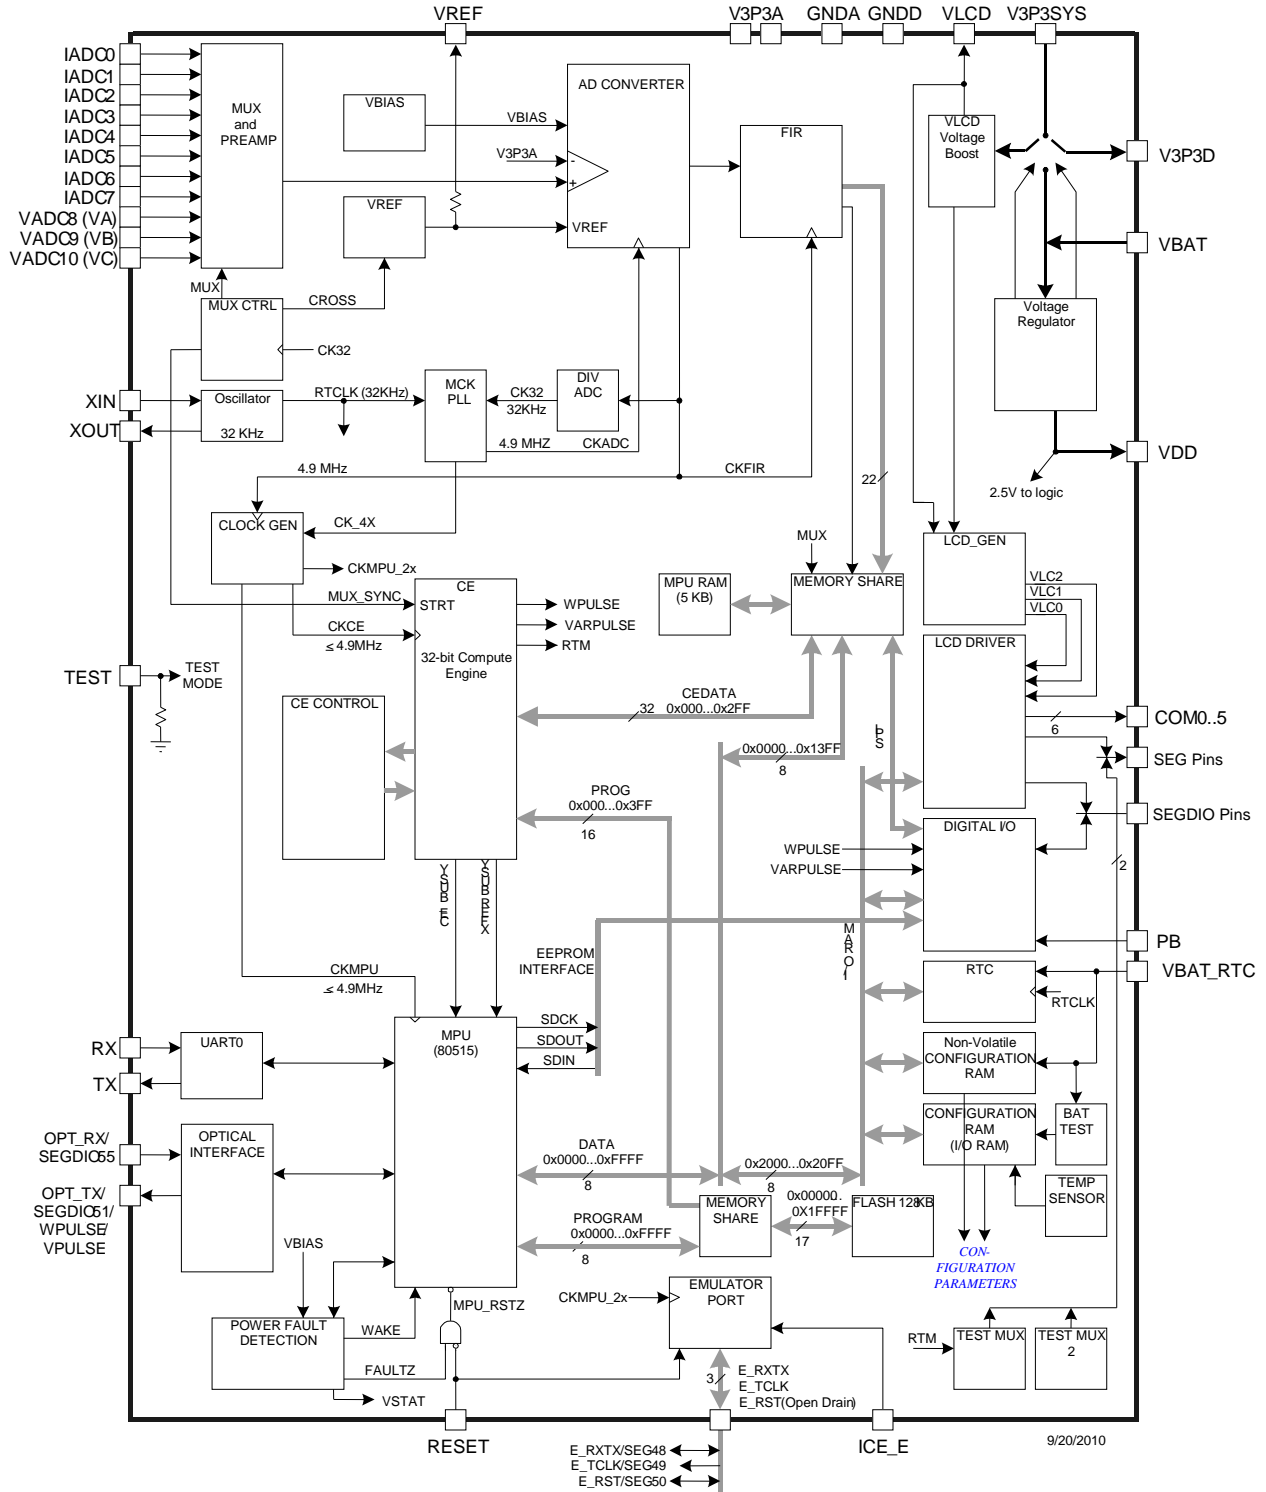 VREF
V3P3A
GNDA
GNDD
VLCD
V3P3SYS
IADC0
IADC1
IADC2
IADC3
IADC4
IADC5
IADC6
IADC7
VADC8 (VA)
VADC9 (VB)
VADC10 (VC)
MUX
and
PREAMP
VBIAS
VBIAS
V3P3A
-
+
VREF
VREF
AD CONVERTER
FIR
VLCD
Voltage
Boost
V3P3D
VBAT
MUX
MUX CTRL
CROSS
CK32
Voltage
Regulator
XIN
XOUT
Oscillator
32 KHz
RTCLK (32KHz)
MCK
PLL
CK32
32KHz
DIV
ADC
4.9 MHZ
CKADC
4.9 MHz
CKFIR
22
VDD
2.5V to logic
CLOCK GEN
CK_4X
CKMPU_2x
MUX_SYNC
CKCE
≤ 4.9MHz
CE
STRT
32-bit Compute
Engine
WPULSE
VARPULSE
RTM
MUX
MPU RAM
(5 KB)
MEMORY SHARE
LCD_GEN
VLC2
VLC1
VLC0
LCD DRIVER
TEST
TEST
MODE
CE CONTROL
CEDATA
32
0x000...0x2FF
0x0000...0x13FF
8
PROG
0x000...0x3FF
16
6
COM0..5
SEG Pins
SEGDIO Pins
2
DIGITAL I/O
WPULSE
VARPULSE
PB
VBAT_RTC
EEPROM
INTERFACE
CKMPU
≤ 4.9MHz
RTC
RTCLK
RX
TX
UART0
MPU
(80515)
SDCK
SDOUT
SDIN
Non-Volatile
CONFIGURATION
RAM
CONFIGURATION
RAM
(I/O RAM)
BAT
TEST
TEMP
SENSOR
OPT_RX/
SEGDIO55
OPT_TX/
SEGDIO51/
WPULSE/
VPULSE
OPTICAL
INTERFACE
DATA
0x0000...0xFFFF
8
0x2000...0x20FF
8
PROGRAM
0x0000...0xFFFF
8
MEMORY
SHARE
0x00000..
0X1FFFF
17
FLASH 128KB
CON-
FIGURATION
PARAMETERS
VBIAS
POWER FAULT
DETECTION
WAKE
FAULTZ
VSTAT
MPU_RSTZ
CKMPU_2x
EMULATOR
PORT
3
E_RXTX
E_TCLK
E_RST(Open Drain)
RTM
TEST MUX
TEST MUX
2
RESET
ICE_E
9/20/2010
E_RXTX/SEG48
E_TCLK/SEG49
E_RST/SEG50